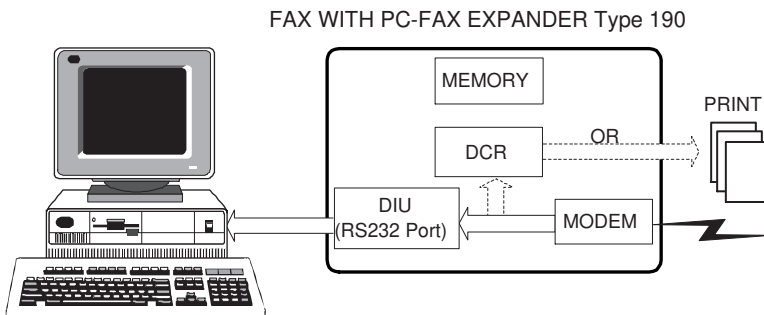 FAX WITH PC-FAX EXPANDER Type 190
MEMORY
PRINT
OR
DCR
DIU
(RS232 Port)
MODEM